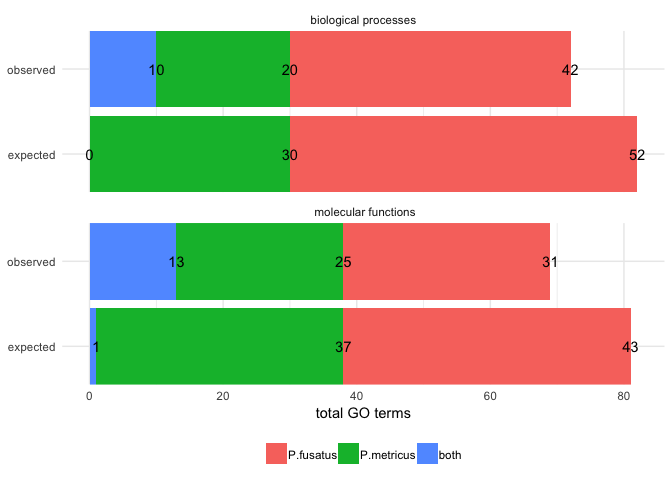 biological processes
observed 10 20 42
expected 0 30 52
molecular functions
observed 13 25 31
expected 1 37 43
0 20 40 60 80
total GO terms
P.fusatus P.metricus both